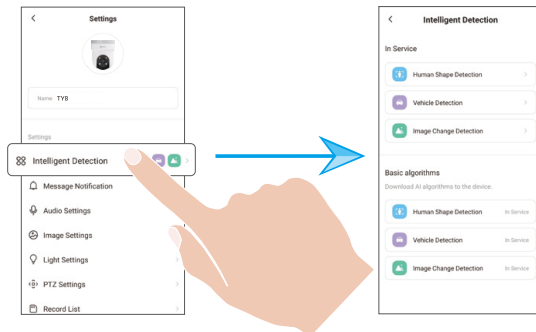 Settings
Name TYB
Settings
Intelligent Detection
Message Notification
Audio Settings
Image Settings
Light Settings
PTZ Settings
Record List
Intelligent Detection
In Service
Human Shape Detection
Vehicle Detection
Image Change Detection
Basic algorithms
Download AI algorithms to the device.
Human Shape Detection In Service
Vehicle Detection In Service
Image Change Detection In Service